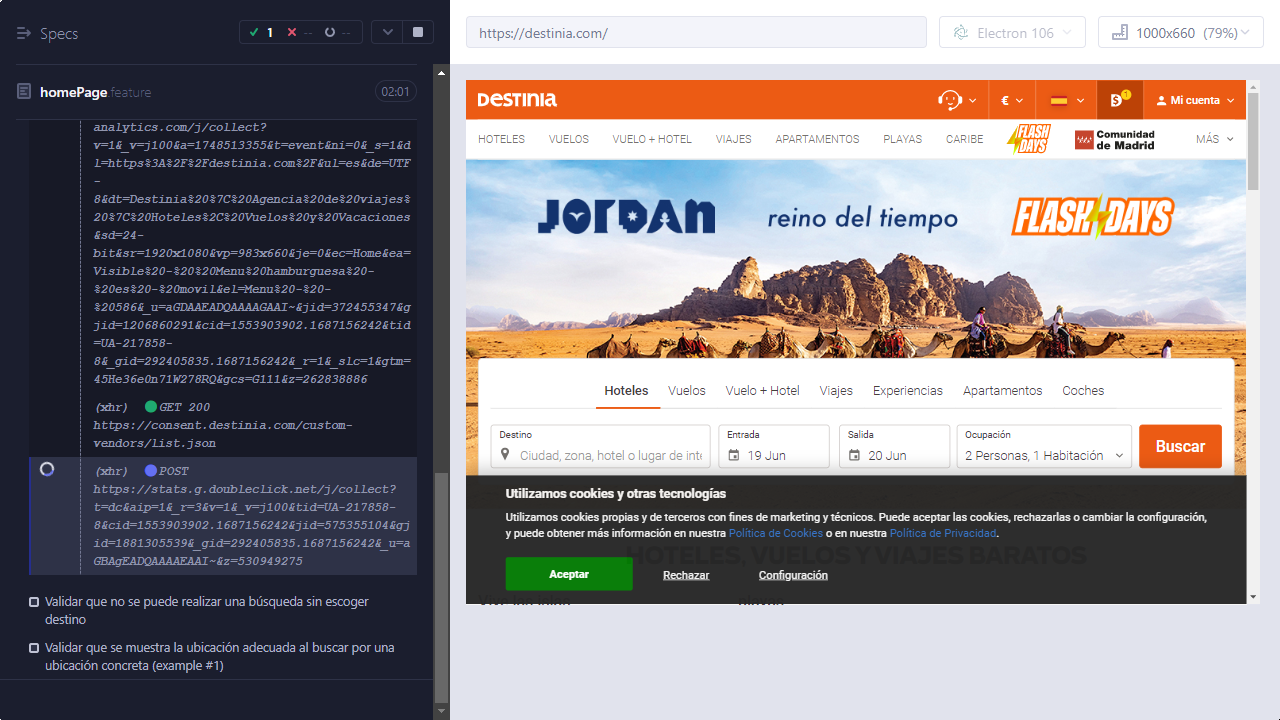 Specs
1
--
--
https://destinia.com/
Electron 106
1000x660 (79%)
homePage.feature
02:01
analytics.com/j/collect?
v=1&_v=j100&a=1748513355&t=event&ni=0&_s=1&d
l=https%3A%2F%2Fdestinia.com%2F&ul=es&de=UTF
-
8&dt=Destinia%20%7C%20Agencia%20de%20viajes%
20%7C%20Hoteles%2C%20Vuelos%20y%20Vacaciones
&sd=24-
bit&sr=1920x1080&vp=983x660&je=0&ec=Home&ea=
Visible%20-%20%20Menu%20hamburguesa%20-
%20es%20-%20movil&el=Menu%20-%20-
%20586&_u=aGDAAEADQAAAAGAAI~&jid=372455347&g
jid=1206860291&cid=1553903902.1687156242&tid
=UA-217858-
8&_gid=292405835.1687156242&_r=1&_slc=1&gtm=
45He36e0n71W278RQ&gcs=G111&z=262838886
(xhr) GET 200
https://consent.destinia.com/custom-
vendors/list.json
(xhr) POST
https://stats.g.doubleclick.net/j/collect?
t=dc&aip=1&_r=3&v=1&_v=j100&tid=UA-217858-
8&cid=1553903902.1687156242&jid=575355104&gj
id=1881305539&_gid=292405835.1687156242&_u=a
GBAgEADQAAAAEAAI~&z=530949275
Validar que no se puede realizar una búsqueda sin escoger
destino
Validar que se muestra la ubicación adecuada al buscar por una
ubicación concreta (example #1)
DESTINIA
€
1
Mi cuenta
HOTELES
VUELOS
VUELO + HOTEL
VIAJES
APARTAMENTOS
PLAYAS
CARIBE
FLASH DAYS
Comunidad
de Madrid
MÁS
JORDAN
reino del tiempo
FLASH DAYS
Hoteles
Vuelos
Vuelo + Hotel
Viajes
Experiencias
Apartamentos
Coches
Destino
Ciudad, zona, hotel o lugar de inte
Entrada
19 Jun
Salida
20 Jun
Ocupación
2 Personas, 1 Habitación
Buscar
Utilizamos cookies y otras tecnologías
Utilizamos cookies propias y de terceros con fines de marketing y técnicos. Puede aceptar las cookies, rechazarlas o cambiar la configuración,
y puede obtener más información en nuestra Política de Cookies o en nuestra Política de Privacidad.
HOTELES, VUELOS Y VIAJES BARATOS
Aceptar
Rechazar
Configuración